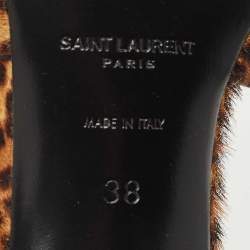 SAINT LAURENT
PARIS
MADE IN ITALY
38